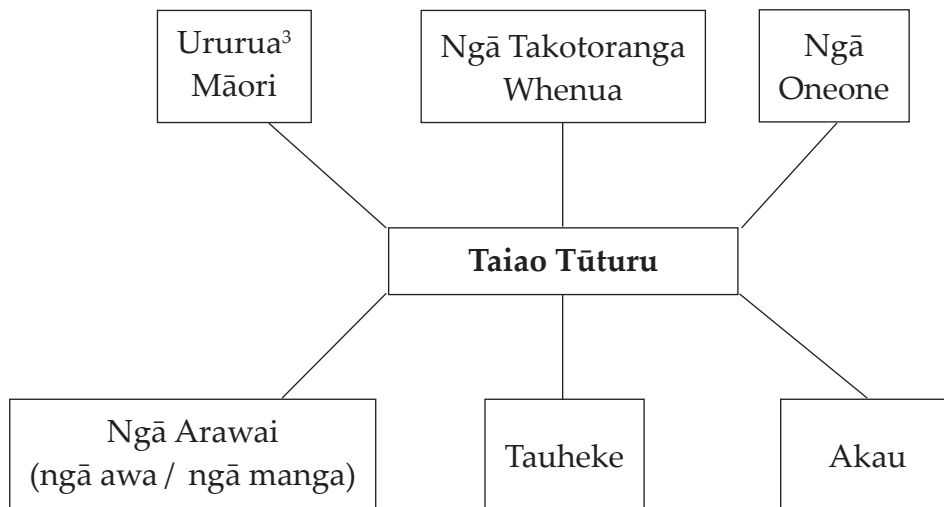 Ururua³
Māori
Ngā Takotoranga
Whenua
Ngā
Oneone
Taiao Tūturu
Ngā Arawai
(ngā awa / ngā manga)
Tauheke
Akau